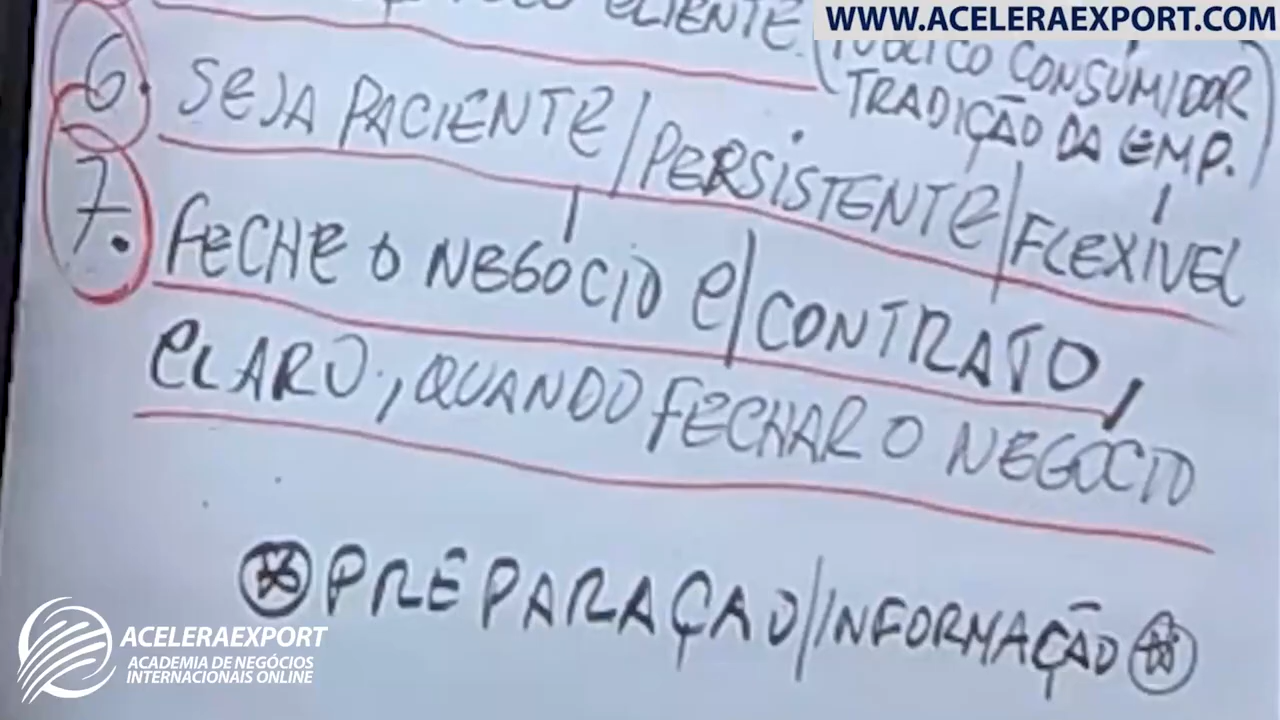 WWW.ACELERAEXPORT.COM
CLIENTE
(PÚBLICO CONSUMIDOR
TRADIÇÃO DA EMP.)
6. SEJA PACIENTE/PERSISTENTE/FLEXÍVEL
7. FECHE O NEGÓCIO C/CONTRATO,
CLARO, QUANDO FECHAR O NEGÓCIO
PREPARAÇÃO/INFORMAÇÃO
ACELERAEXPORT
ACADEMIA DE NEGÓCIOS
INTERNACIONAIS ONLINE